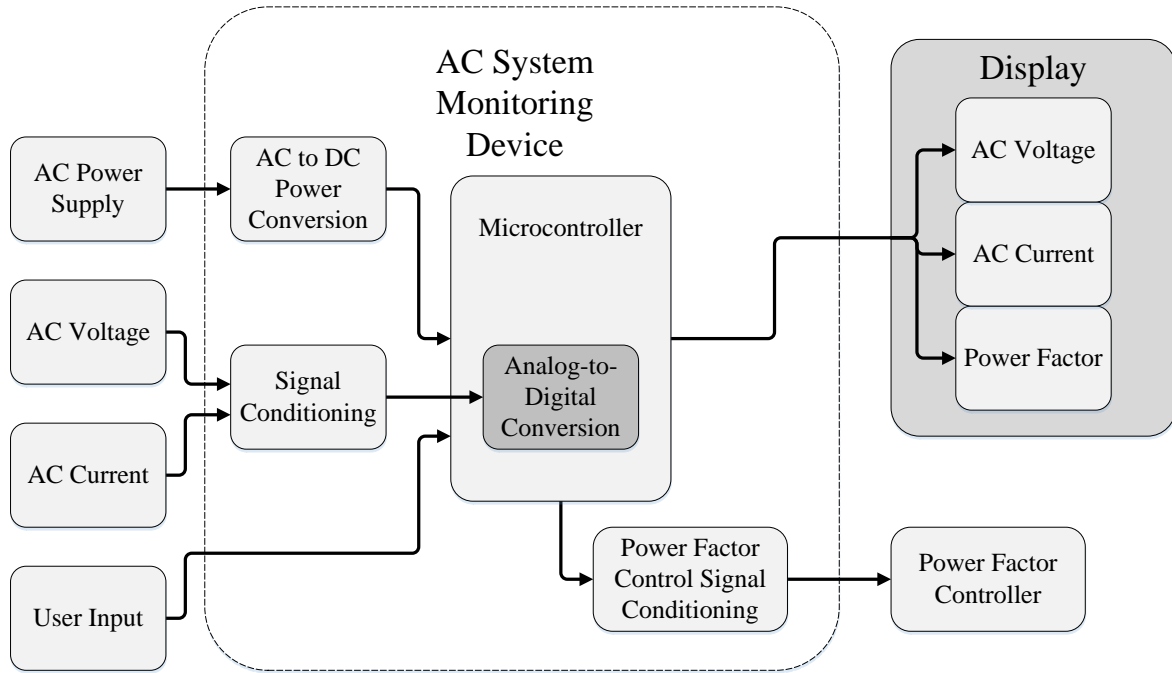 AC System
Monitoring
Device
Display
AC Power
Supply
AC to DC
Power
Conversion
Microcontroller
AC Voltage
AC Current
Power Factor
AC Voltage
AC Current
Signal
Conditioning
Analog-to-
Digital
Conversion
User Input
Power Factor
Control Signal
Conditioning
Power Factor
Controller